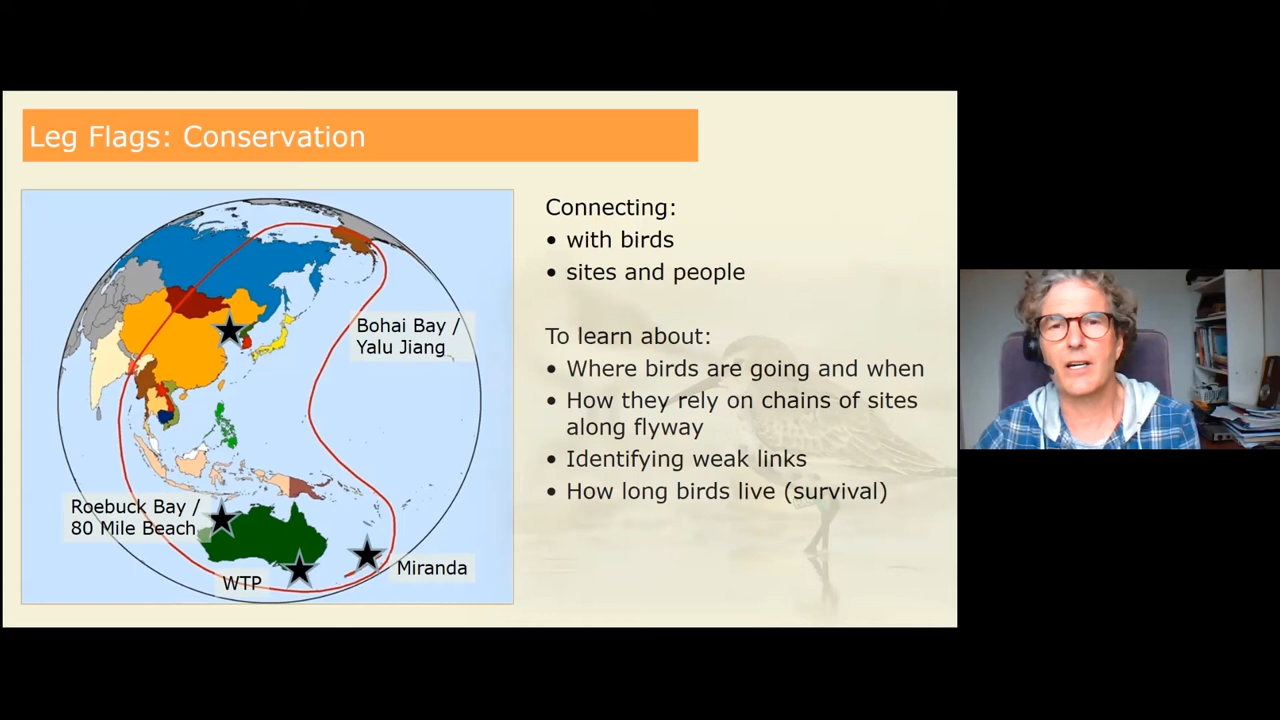 Leg Flags: Conservation
Bohai Bay /
Yalu Jiang
Roebuck Bay /
80 Mile Beach
WTP
Miranda
Connecting:
• with birds
• sites and people
To learn about:
• Where birds are going and when
• How they rely on chains of sites
along flyway
• Identifying weak links
• How long birds live (survival)